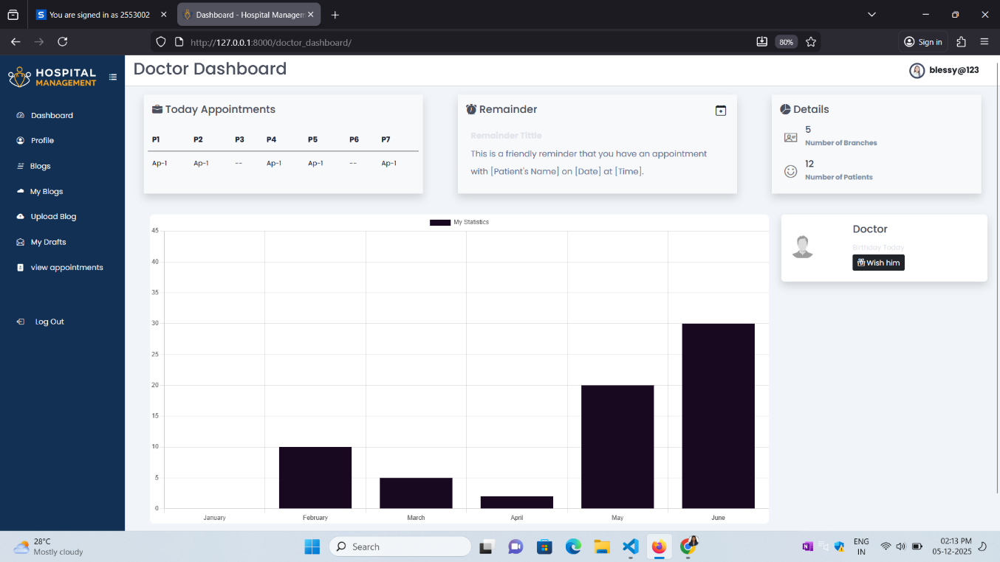 You are signed in as 2553002
Dashboard - Hospital Managem
http://127.0.0.1:8000/doctor_dashboard/
80%
Sign in
HOSPITAL
MANAGEMENT
Dashboard
Profile
Blogs
My Blogs
Upload Blog
My Drafts
view appointments
Log Out
Doctor Dashboard
blessy@123
Today Appointments
P1 P2 P3 P4 P5 P6 P7
Ap-1 Ap-1 -- Ap-1 Ap-1 -- Ap-1
Remainder
Remainder Tittle
This is a friendly reminder that you have an appointment
with [Patient's Name] on [Date] at [Time].
Details
5
Number of Branches
12
Number of Patients
My Statistics
45
40
35
30
25
20
15
10
5
0
January February March April May June
Doctor
Birthday Today
Wish him
28°C
Mostly cloudy
Search
ENG
IN
02:13 PM
05-12-2025